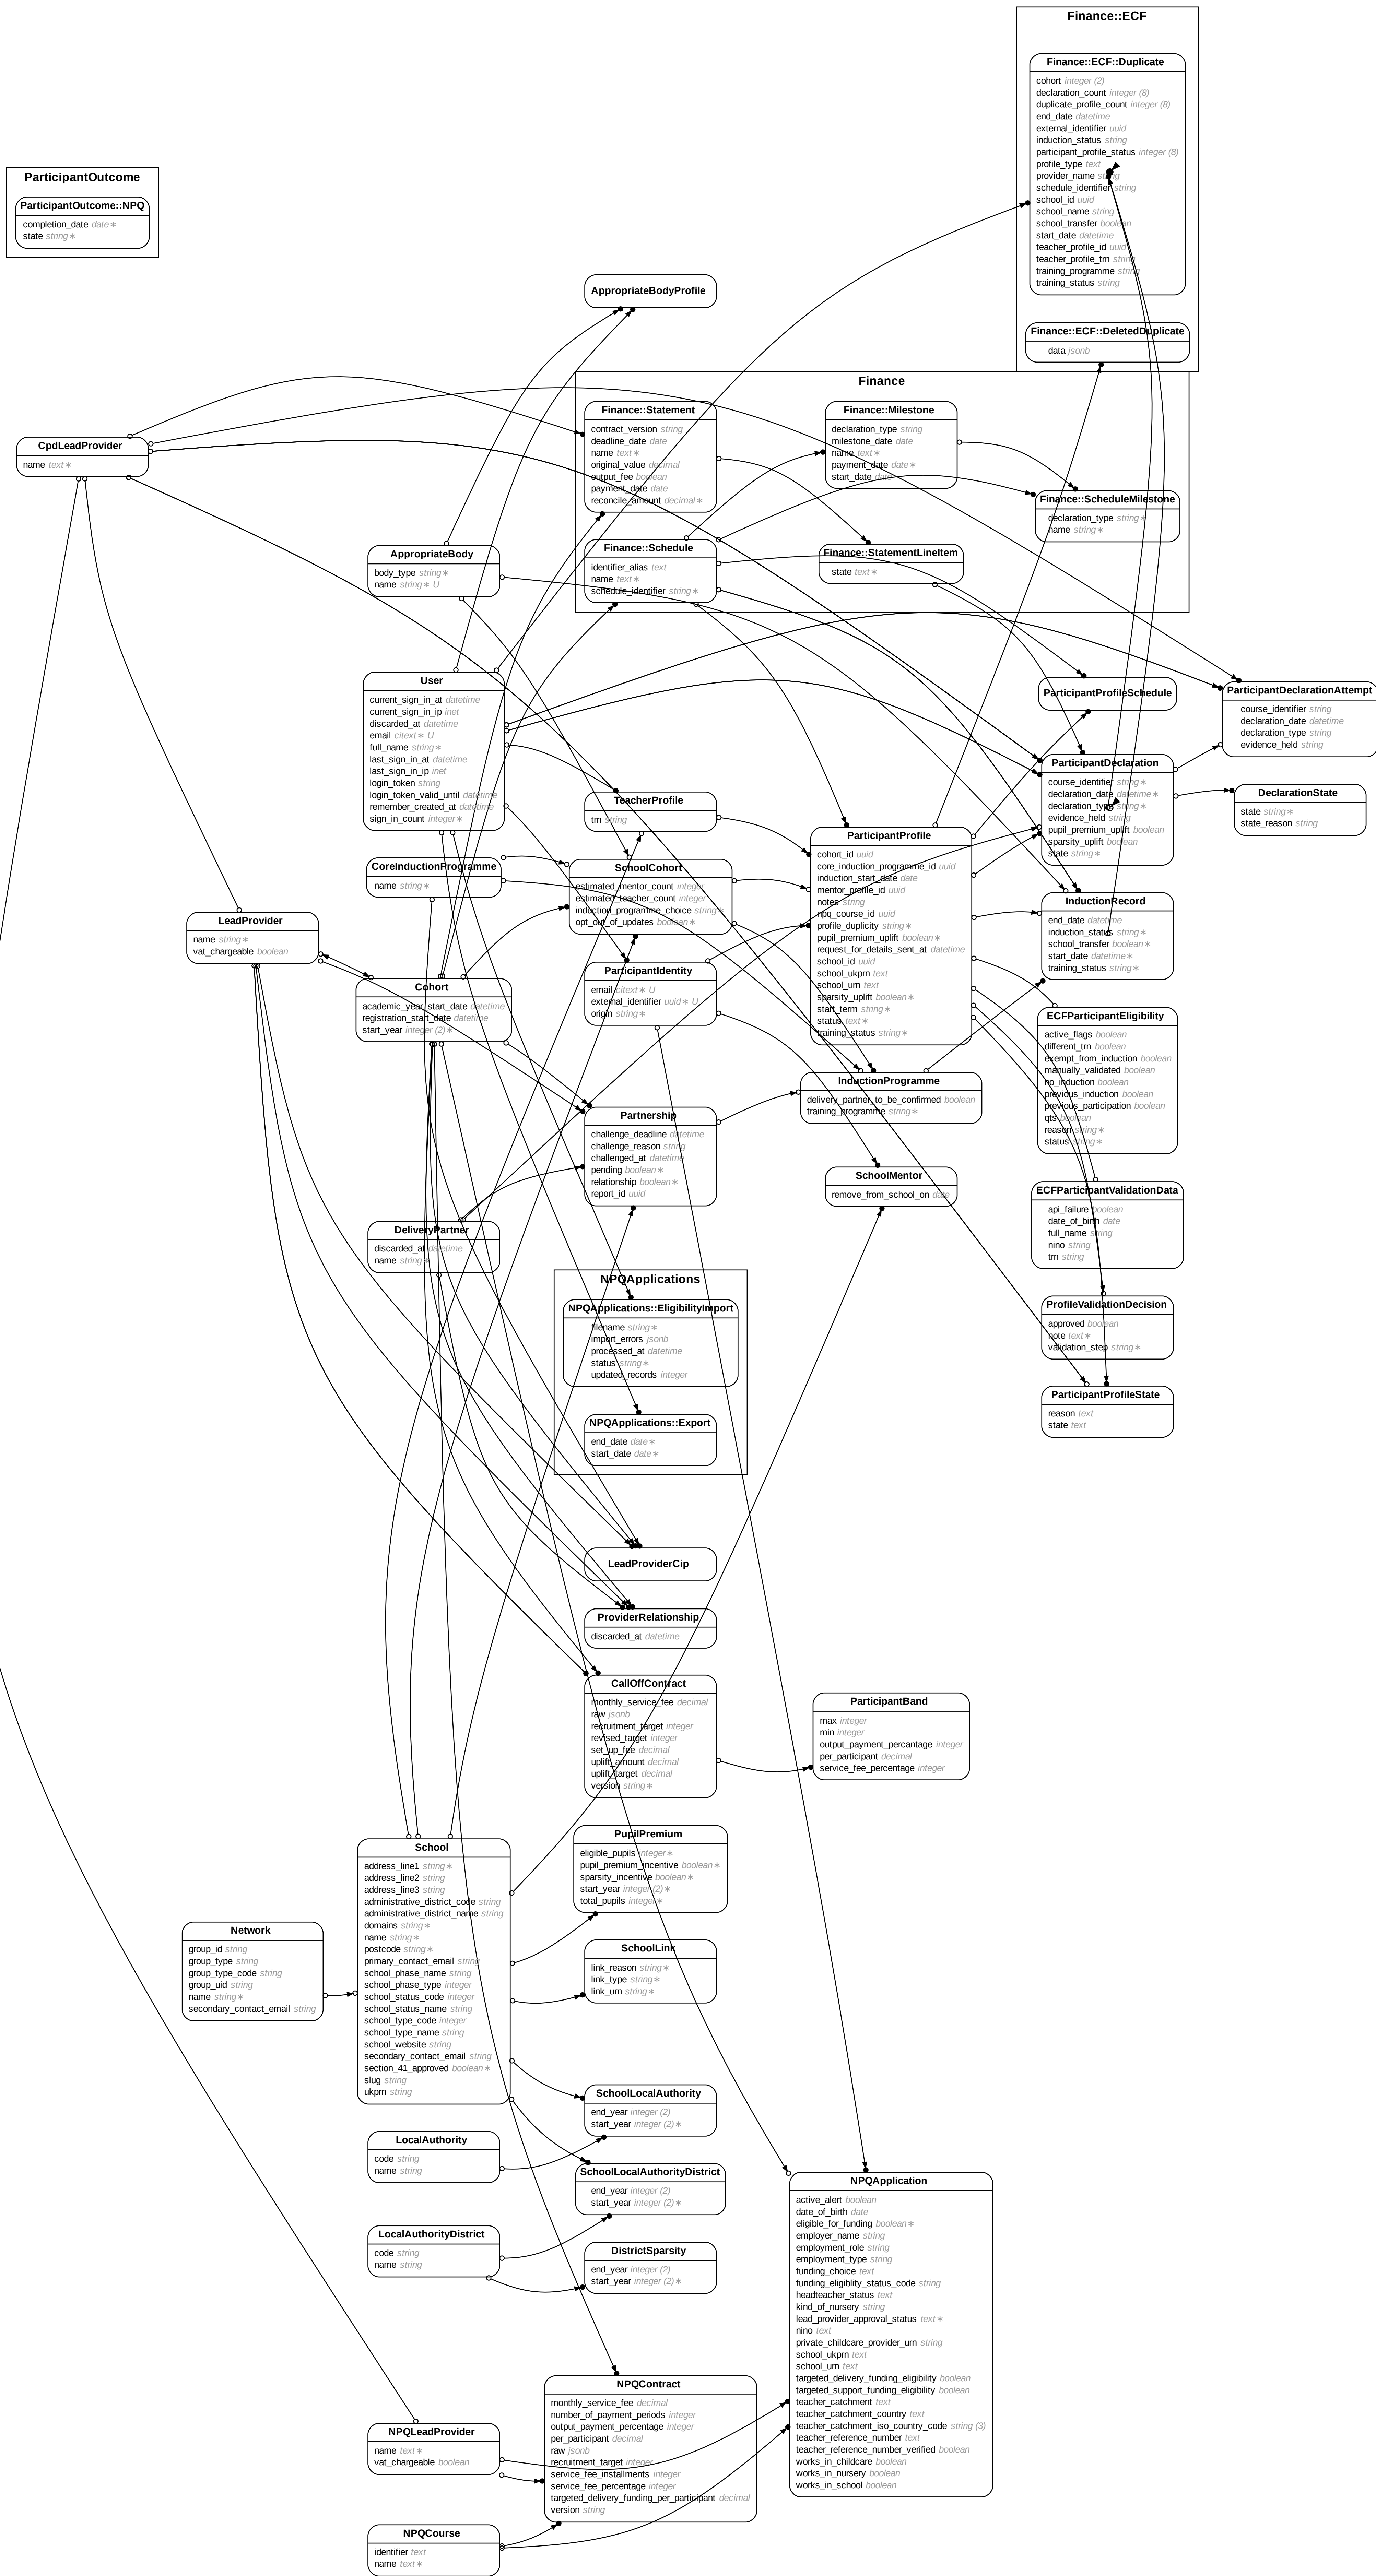 Finance::ECF
Finance::ECF::Duplicate
cohort integer (2)
declaration_count integer (8)
duplicate_profile_count integer (8)
end_date datetime
external_identifier uuid
induction_status string
participant_profile_status integer (8)
profile_type text
provider_name string
schedule_identifier string
school_id uuid
school_name string
school_transfer boolean
start_date datetime
teacher_profile_id uuid
teacher_profile_trn string
training_programme string
training_status string
Finance::ECF::DeletedDuplicate
data jsonb
ParticipantOutcome
ParticipantOutcome::NPQ
completion_date date∗
state string∗
AppropriateBodyProfile
Finance
Finance::Statement
contract_version string
deadline_date date
name text∗
original_value decimal
output_fee boolean
payment_date date
reconcile_amount decimal∗
Finance::Milestone
declaration_type string
milestone_date date
name text∗
payment_date date∗
start_date date
Finance::ScheduleMilestone
declaration_type string∗
name string∗
Finance::Schedule
identifier_alias text
name text∗
schedule_identifier string∗
Finance::StatementLineItem
state text∗
CpdLeadProvider
name text∗
AppropriateBody
body_type string∗
name string∗ U
User
current_sign_in_at datetime
current_sign_in_ip inet
discarded_at datetime
email citext∗ U
full_name string∗
last_sign_in_at datetime
last_sign_in_ip inet
login_token string
login_token_valid_until datetime
remember_created_at datetime
sign_in_count integer∗
ParticipantProfileSchedule
ParticipantDeclarationAttempt
course_identifier string
declaration_date datetime
declaration_type string
evidence_held string
ParticipantDeclaration
course_identifier string∗
declaration_date datetime∗
declaration_type string∗
evidence_held string
pupil_premium_uplift boolean
sparsity_uplift boolean
state string∗
DeclarationState
state string∗
state_reason string
TeacherProfile
trn string
CoreInductionProgramme
name string∗
SchoolCohort
estimated_mentor_count integer
estimated_teacher_count integer
induction_programme_choice string∗
opt_out_of_updates boolean∗
ParticipantProfile
cohort_id uuid
core_induction_programme_id uuid
induction_start_date date
mentor_profile_id uuid
notes string
npq_course_id uuid
profile_duplicity string∗
pupil_premium_uplift boolean∗
request_for_details_sent_at datetime
school_id uuid
school_ukprn text
school_urn text
sparsity_uplift boolean∗
start_term string∗
status text∗
training_status string∗
InductionRecord
end_date datetime
induction_status string∗
school_transfer boolean∗
start_date datetime∗
training_status string∗
LeadProvider
name string∗
vat_chargeable boolean
Cohort
academic_year_start_date datetime
registration_start_date datetime
start_year integer (2)∗
ParticipantIdentity
email citext∗ U
external_identifier uuid∗ U
origin string∗
ECFParticipantEligibility
active_flags boolean
different_trn boolean
exempt_from_induction boolean
manually_validated boolean
no_induction boolean
previous_induction boolean
previous_participation boolean
qts boolean
reason string∗
status string∗
InductionProgramme
delivery_partner_to_be_confirmed boolean
training_programme string∗
Partnership
challenge_deadline datetime
challenge_reason string
challenged_at datetime
pending boolean∗
relationship boolean∗
report_id uuid
SchoolMentor
remove_from_school_on date
ECFParticipantValidationData
api_failure boolean
date_of_birth date
full_name string
nino string
trn string
DeliveryPartner
discarded_at datetime
name string∗
NPQApplications
NPQApplications::EligibilityImport
filename string∗
import_errors jsonb
processed_at datetime
status string∗
updated_records integer
NPQApplications::Export
end_date date∗
start_date date∗
ProfileValidationDecision
approved boolean
note text∗
validation_step string∗
ParticipantProfileState
reason text
state text
LeadProviderCip
ProviderRelationship
discarded_at datetime
CallOffContract
monthly_service_fee decimal
raw jsonb
recruitment_target integer
revised_target integer
set_up_fee decimal
uplift_amount decimal
uplift_target decimal
version string∗
ParticipantBand
max integer
min integer
output_payment_percantage integer
per_participant decimal
service_fee_percentage integer
School
address_line1 string∗
address_line2 string
address_line3 string
administrative_district_code string
administrative_district_name string
domains string∗
name string∗
postcode string∗
primary_contact_email string
school_phase_name string
school_phase_type integer
school_status_code integer
school_status_name string
school_type_code integer
school_type_name string
school_website string
secondary_contact_email string
section_41_approved boolean∗
slug string
ukprn string
PupilPremium
eligible_pupils integer∗
pupil_premium_incentive boolean∗
sparsity_incentive boolean∗
start_year integer (2)∗
total_pupils integer∗
Network
group_id string
group_type string
group_type_code string
group_uid string
name string∗
secondary_contact_email string
SchoolLink
link_reason string∗
link_type string∗
link_urn string∗
SchoolLocalAuthority
end_year integer (2)
start_year integer (2)∗
LocalAuthority
code string
name string
SchoolLocalAuthorityDistrict
end_year integer (2)
start_year integer (2)∗
LocalAuthorityDistrict
code string
name string
DistrictSparsity
end_year integer (2)
start_year integer (2)∗
NPQApplication
active_alert boolean
date_of_birth date
eligible_for_funding boolean∗
employer_name string
employment_role string
employment_type string
funding_choice text
funding_eligiblity_status_code string
headteacher_status text
kind_of_nursery string
lead_provider_approval_status text∗
nino text
private_childcare_provider_urn string
school_ukprn text
school_urn text
targeted_delivery_funding_eligibility boolean
targeted_support_funding_eligibility boolean
teacher_catchment text
teacher_catchment_country text
teacher_catchment_iso_country_code string (3)
teacher_reference_number text
teacher_reference_number_verified boolean
works_in_childcare boolean
works_in_nursery boolean
works_in_school boolean
NPQContract
monthly_service_fee decimal
number_of_payment_periods integer
output_payment_percentage integer
per_participant decimal
raw jsonb
recruitment_target integer
service_fee_installments integer
service_fee_percentage integer
targeted_delivery_funding_per_participant decimal
version string
NPQLeadProvider
name text∗
vat_chargeable boolean
NPQCourse
identifier text
name text∗